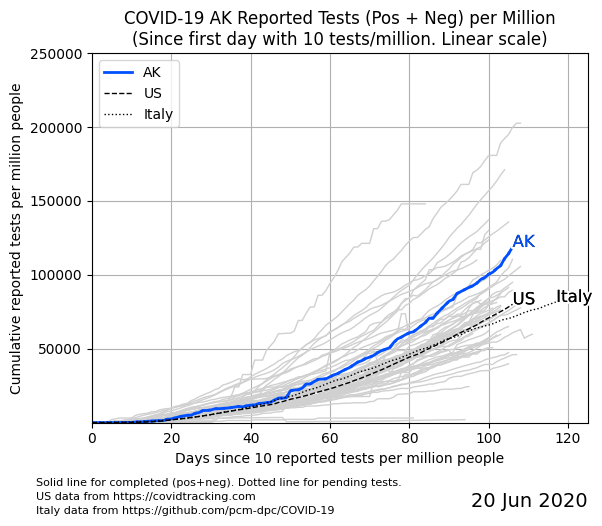 COVID-19 AK Reported Tests (Pos + Neg) per Million
(Since first day with 10 tests/million. Linear scale)
Cumulative reported tests per million people
250000
200000
150000
100000
50000
AK
US
Italy
AK
US
Italy
0 20 40 60 80 100 120
Days since 10 reported tests per million people
Solid line for completed (pos+neg). Dotted line for pending tests.
US data from https://covidtracking.com
Italy data from https://github.com/pcm-dpc/COVID-19
20 Jun 2020